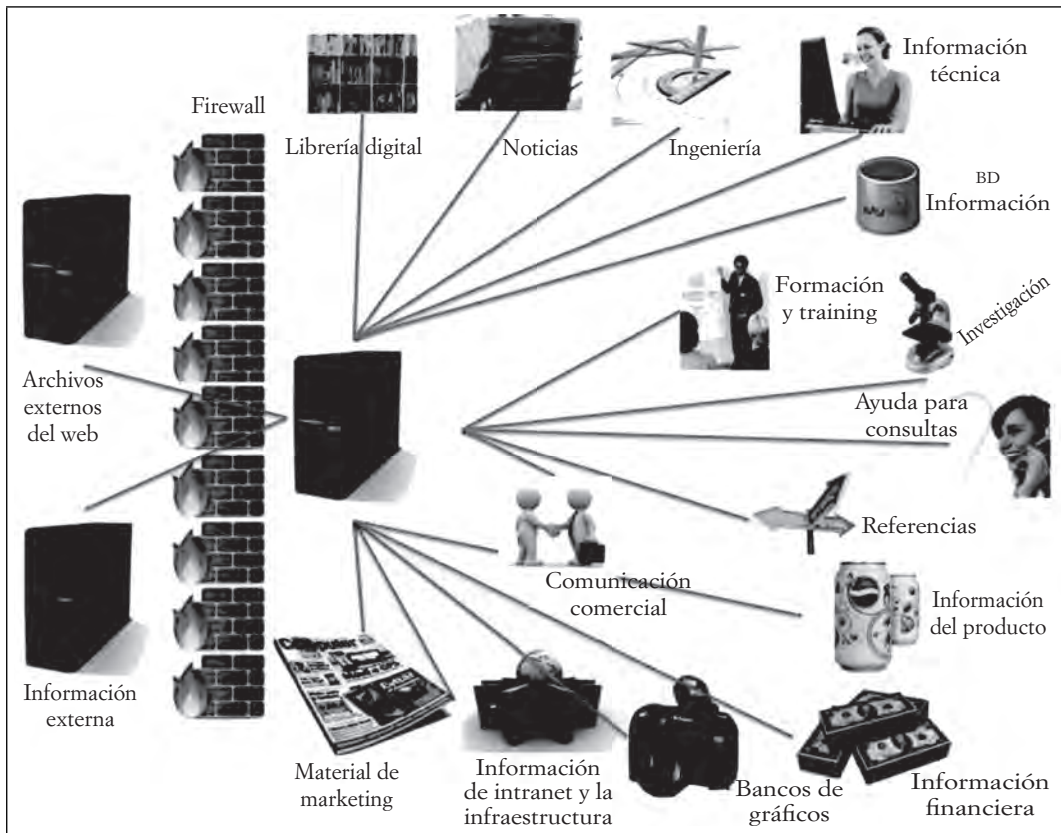 Firewall
Librería digital
Noticias
Ingeniería
Información
técnica
BD
Información
Formación
y training
Investigación
Archivos
externos
del web
Ayuda para
consultas
Referencias
Comunicación
comercial
Información
del producto
Información
externa
Material de
marketing
Información
de intranet y la
infraestructura
Bancos de
gráficos
Información
financiera